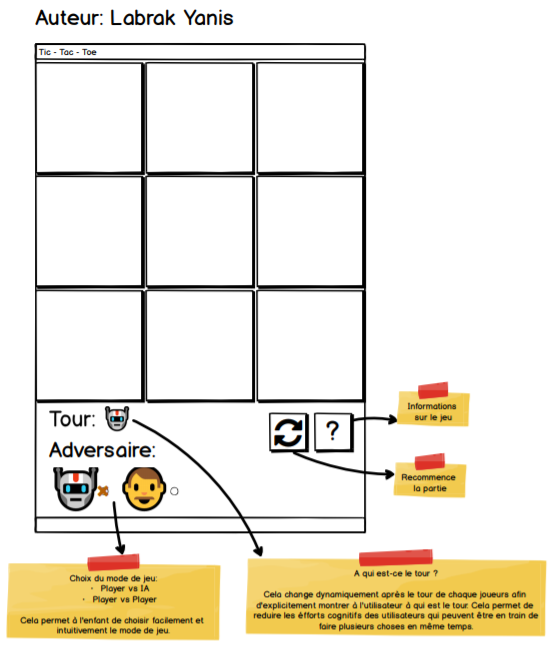 Auteur: Labrak Yanis
Tic - Tac - Toe
Tour:
?
Adversaire:
Informations
sur le jeu
Recommence
la partie
Choix du mode de jeu:
· Player vs IA
· Player vs Player
Cela permet à l'enfant de choisir facilement et
intuitivement le mode de jeu.
A qui est-ce le tour ?
Cela change dynamiquement après le tour de chaque joueurs afin
d'explicitement montrer à l'utilisateur à qui est le tour. Cela permet de
reduire les éfforts cognitifs des utilisateurs qui peuvent être en train de
faire plusieurs choses en même temps.